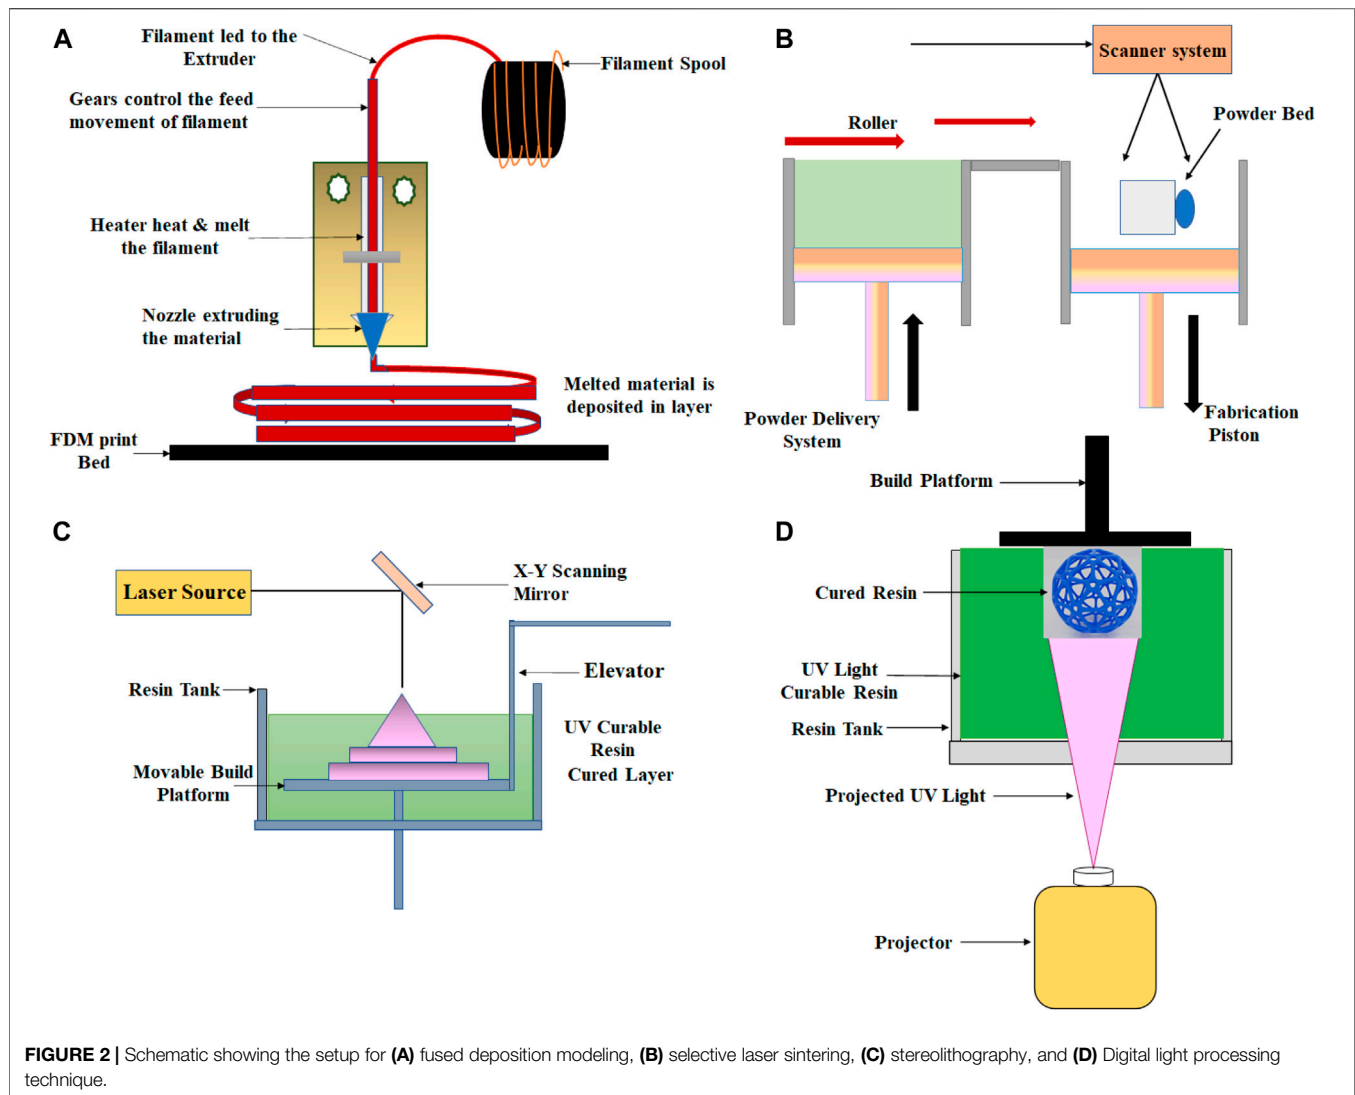 A
Filament led to the
Extruder
Filament Spool
Gears control the feed
movement of filament
Heater heat & melt
the filament
Nozzle extruding
the material
Melted material is
deposited in layer
FDM print
Bed
B
Scanner system
Powder Bed
Roller
Powder Delivery
System
Fabrication
Piston
C
Laser Source
X-Y Scanning
Mirror
Elevator
Resin Tank
UV Curable
Resin
Cured Layer
Movable Build
Platform
D
Build Platform
Cured Resin
UV Light
Curable Resin
Resin Tank
Projected UV Light
Projector
FIGURE 2 | Schematic showing the setup for (A) fused deposition modeling, (B) selective laser sintering, (C) stereolithography, and (D) Digital light processing
technique.